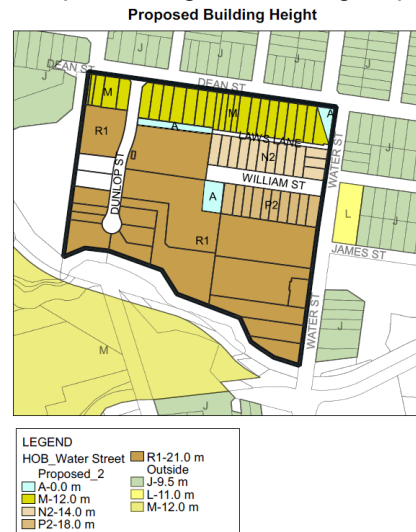 Proposed Building Height
J
J
J
J
DEAN ST
DEAN ST
J
M
M
A
R1
A
LAWS LANE
WATER ST
J
N2
DUNLOP ST
WILLIAM ST
A
P2
L
J
R1
JAMES ST
WATER ST
J
M
J
LEGEND
HOB_Water Street
Proposed_2
A-0.0 m
M-12.0 m
N2-14.0 m
P2-18.0 m
R1-21.0 m
Outside
J-9.5 m
L-11.0 m
M-12.0 m